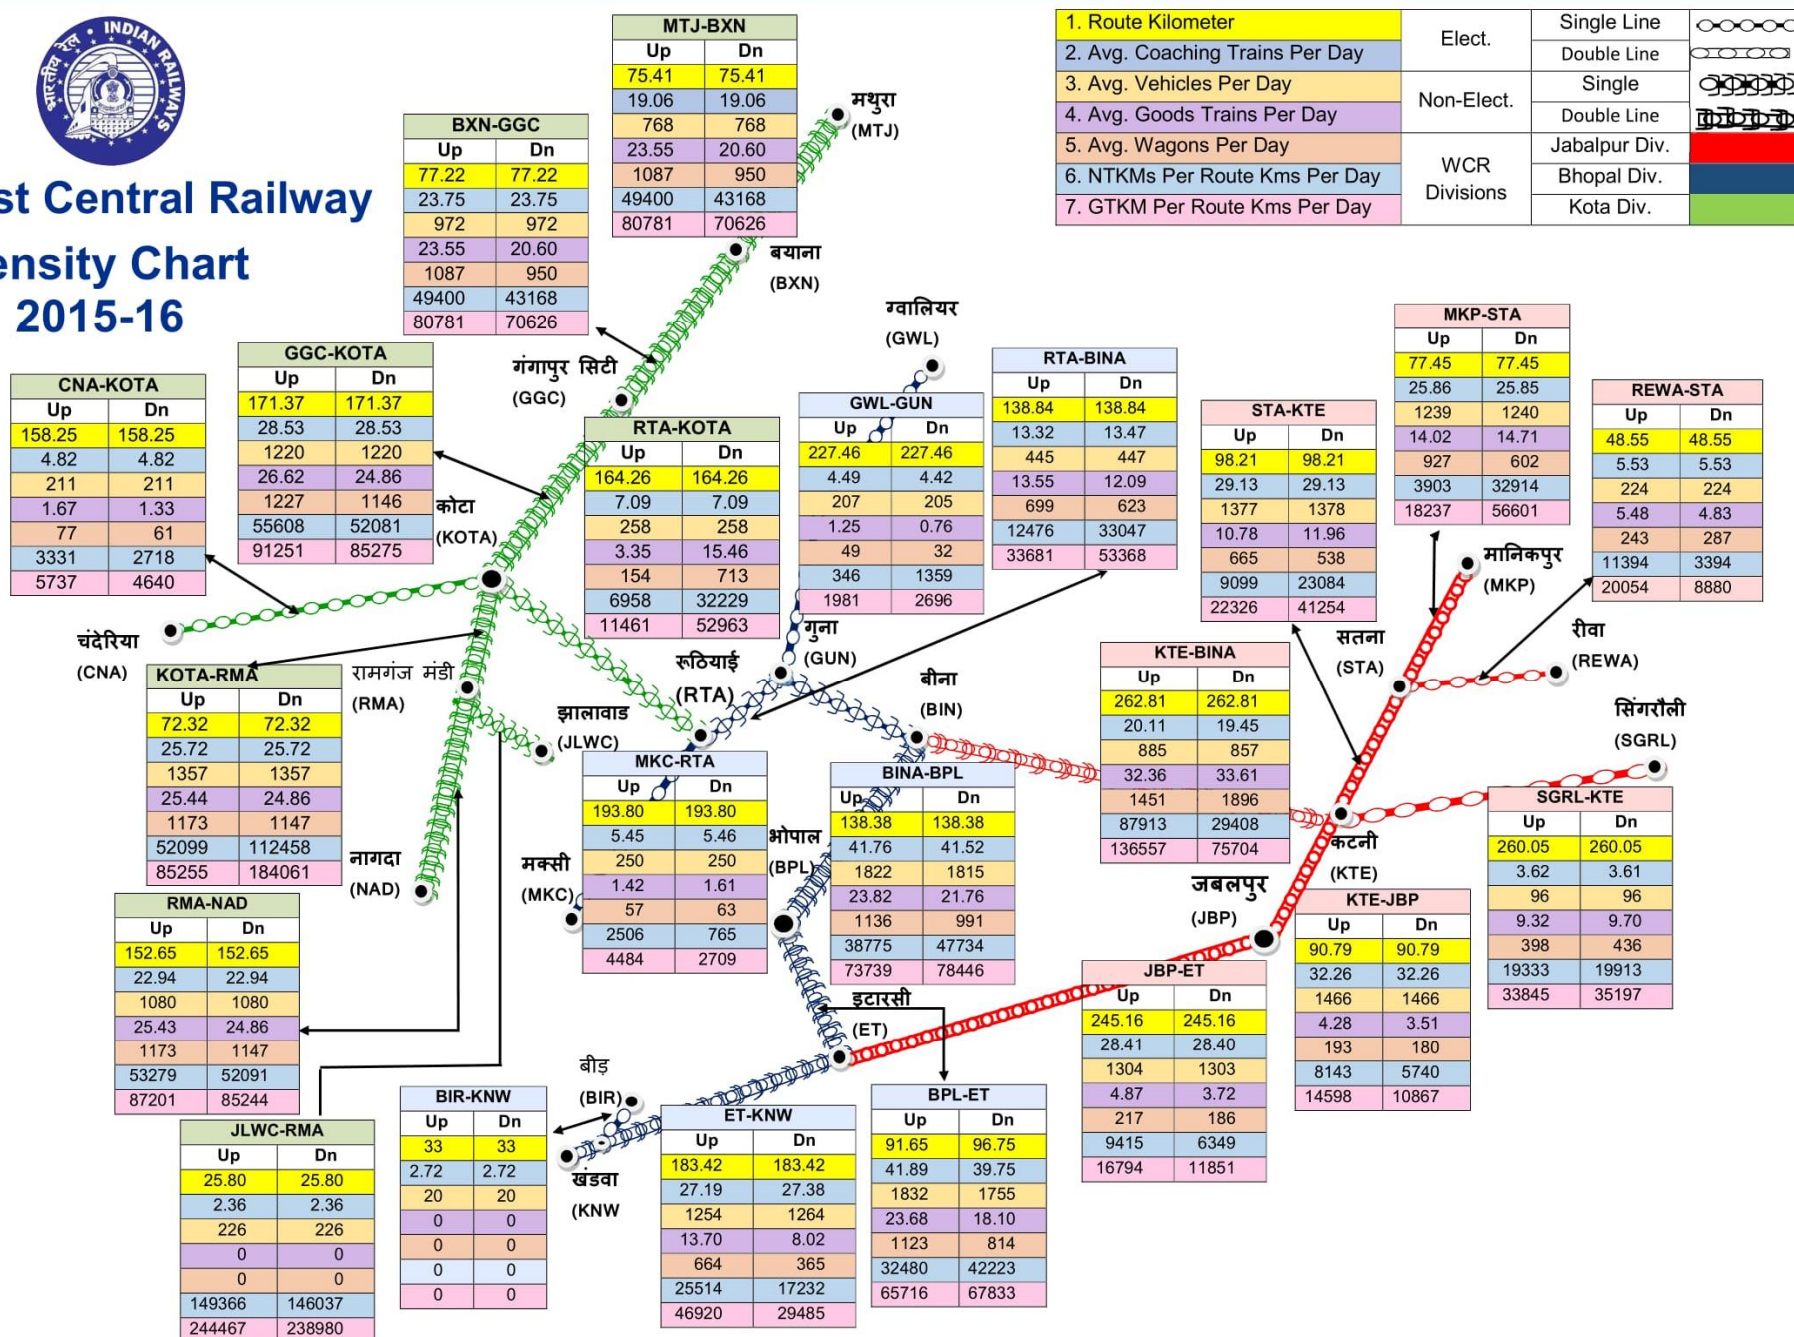 भारतीय रेल • INDIAN RAILWAYS
st Central Railway
ensity Chart
2015-16
1. Route Kilometer
2. Avg. Coaching Trains Per Day
3. Avg. Vehicles Per Day
4. Avg. Goods Trains Per Day
5. Avg. Wagons Per Day
6. NTKMs Per Route Kms Per Day
7. GTKM Per Route Kms Per Day
Elect.
Single Line
Double Line
Non-Elect.
Single
Double Line
WCR
Divisions
Jabalpur Div.
Bhopal Div.
Kota Div.
MTJ-BXN
Up Dn
75.41 75.41
19.06 19.06
768 768
23.55 20.60
1087 950
49400 43168
80781 70626
मथुरा
(MTJ)
BXN-GGC
Up Dn
77.22 77.22
23.75 23.75
972 972
23.55 20.60
1087 950
49400 43168
80781 70626
बयाना
(BXN)
ग्वालियर
(GWL)
गंगापुर सिटी
(GGC)
GGC-KOTA
Up Dn
171.37 171.37
28.53 28.53
1220 1220
26.62 24.86
1227 1146
55608 52081
91251 85275
CNA-KOTA
Up Dn
158.25 158.25
4.82 4.82
211 211
1.67 1.33
77 61
3331 2718
5737 4640
कोटा
(KOTA)
RTA-KOTA
Up Dn
164.26 164.26
7.09 7.09
258 258
3.35 15.46
154 713
6958 32229
11461 52963
GWL-GUN
Up Dn
227.46 227.46
4.49 4.42
207 205
1.25 0.76
49 32
346 1359
1981 2696
RTA-BINA
Up Dn
138.84 138.84
13.32 13.47
445 447
13.55 12.09
699 623
12476 33047
33681 53368
STA-KTE
Up Dn
98.21 98.21
29.13 29.13
1377 1378
10.78 11.96
665 538
9099 23084
22326 41254
MKP-STA
Up Dn
77.45 77.45
25.86 25.85
1239 1240
14.02 14.71
927 602
3903 32914
18237 56601
REWA-STA
Up Dn
48.55 48.55
5.53 5.53
224 224
5.48 4.83
243 287
11394 3394
20054 8880
मानिकपुर
(MKP)
चंदेरिया
(CNA)
रामगंज मंडी
(RMA)
रूठियाई
(RTA)
गुना
(GUN)
बीना
(BIN)
सतना
(STA)
रीवा
(REWA)
सिंगरौली
(SGRL)
KOTA-RMA
Up Dn
72.32 72.32
25.72 25.72
1357 1357
25.44 24.86
1173 1147
52099 112458
85255 184061
झालावाड
(JLWC)
KTE-BINA
Up Dn
262.81 262.81
20.11 19.45
885 857
32.36 33.61
1451 1896
87913 29408
136557 75704
MKC-RTA
Up Dn
193.80 193.80
5.45 5.46
250 250
1.42 1.61
57 63
2506 765
4484 2709
BINA-BPL
Up Dn
138.38 138.38
41.76 41.52
1822 1815
23.82 21.76
1136 991
38775 47734
73739 78446
SGRL-KTE
Up Dn
260.05 260.05
3.62 3.61
96 96
9.32 9.70
398 436
19333 19913
33845 35197
नागदा
(NAD)
मक्सी
(MKC)
भोपाल
(BPL)
कटनी
(KTE)
जबलपुर
(JBP)
RMA-NAD
Up Dn
152.65 152.65
22.94 22.94
1080 1080
25.43 24.86
1173 1147
53279 52091
87201 85244
KTE-JBP
Up Dn
90.79 90.79
32.26 32.26
1466 1466
4.28 3.51
193 180
8143 5740
14598 10867
JBP-ET
Up Dn
245.16 245.16
28.41 28.40
1304 1303
4.87 3.72
217 186
9415 6349
16794 11851
इटारसी
(ET)
बीड़
(BIR)
खंडवा
(KNW
JLWC-RMA
Up Dn
25.80 25.80
2.36 2.36
226 226
0 0
0 0
149366 146037
244467 238980
BIR-KNW
Up Dn
33 33
2.72 2.72
20 20
0 0
0 0
0 0
0 0
ET-KNW
Up Dn
183.42 183.42
27.19 27.38
1254 1264
13.70 8.02
664 365
25514 17232
46920 29485
BPL-ET
Up Dn
91.65 96.75
41.89 39.75
1832 1755
23.68 18.10
1123 814
32480 42223
65716 67833